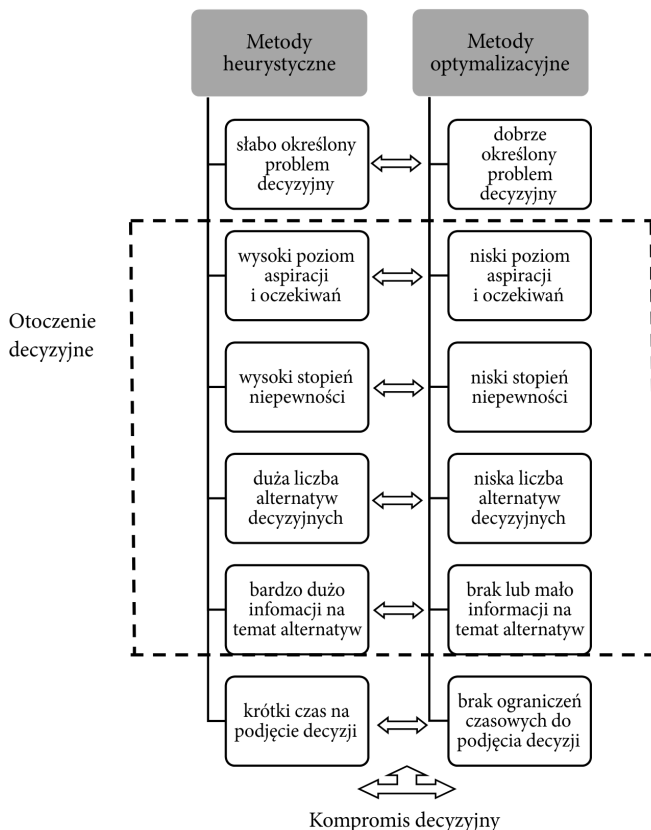 Metody
heurystyczne
Metody
optymalizacyjne
słabo określony
problem
decyzyjny
dobrze
określony
problem
decyzyjny
wysoki poziom
aspiracji
i oczekiwań
niski poziom
aspiracji
i oczekiwań
Otoczenie
decyzyjne
wysoki stopień
niepewności
niski stopień
niepewności
duża liczba
alternatyw
decyzyjnych
niska liczba
alternatyw
decyzyjnych
bardzo dużo
infomacji na
temat alternatyw
brak lub mało
informacji na
temat alternatyw
krótki czas na
podjęcie decyzji
brak ograniczeń
czasowych do
podjęcia decyzji
Kompromis decyzyjny